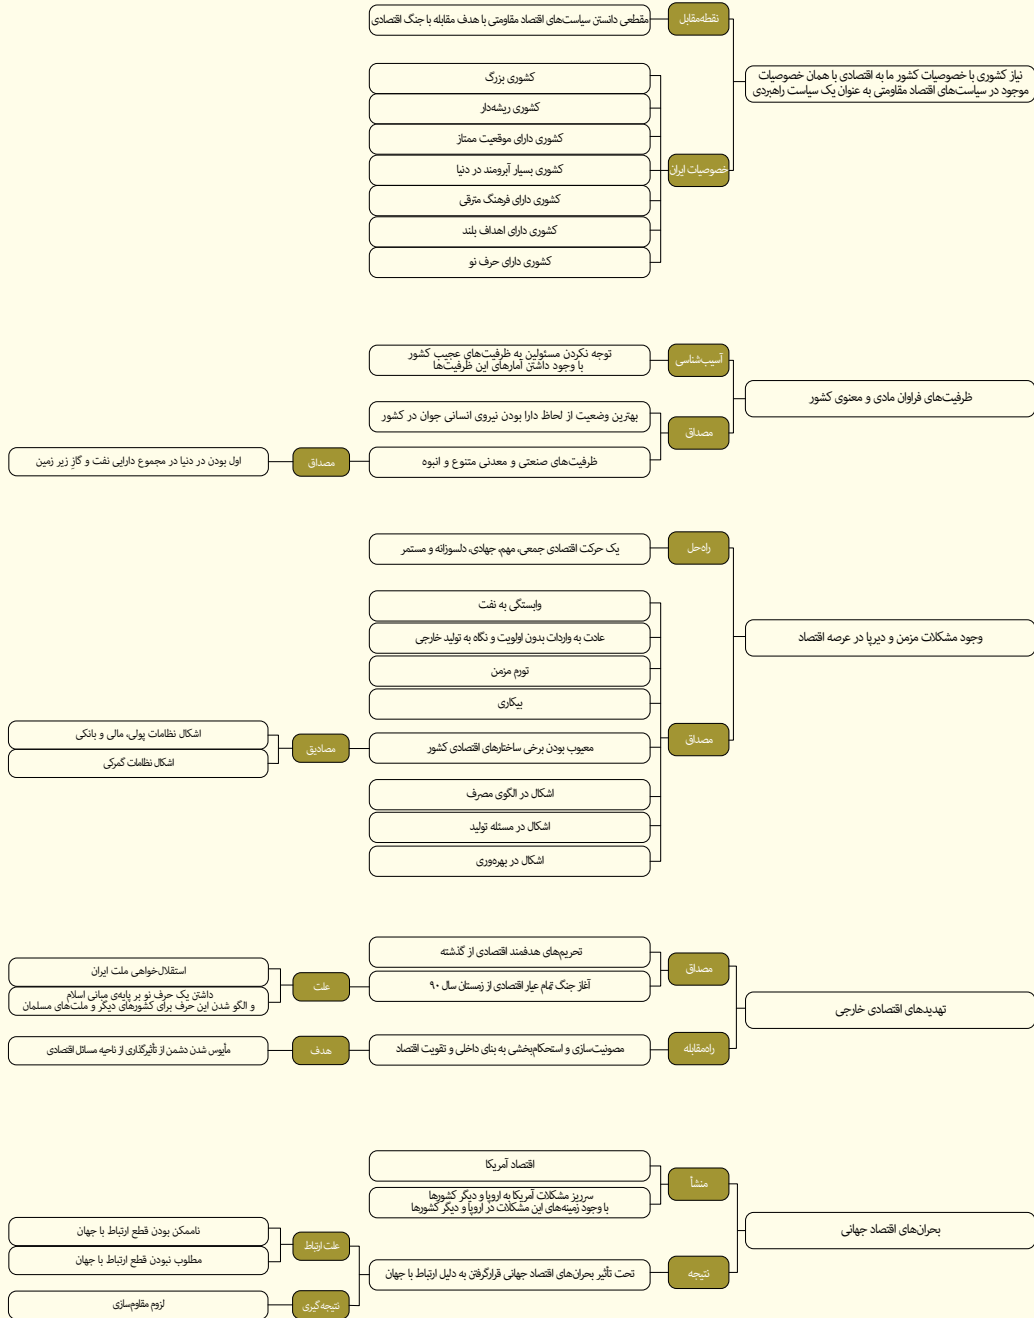 نیاز کشوری با خصوصیات کشور ما به اقتصادی با همان خصوصیات
موجود در سیاست‌های اقتصاد مقاومتی به عنوان یک سیاست راهبردی
نقطه‌مقابل
مقطعی دانستن سیاست‌های اقتصاد مقاومتی با هدف مقابله با جنگ اقتصادی
خصوصیات ایران
کشوری بزرگ
کشوری ریشه‌دار
کشوری دارای موقعیت ممتاز
کشوری بسیار آبرومند در دنیا
کشوری دارای فرهنگ مترقی
کشوری دارای اهداف بلند
کشوری دارای حرف نو
ظرفیت‌های فراوان مادی و معنوی کشور
آسیب‌شناسی
توجه نکردن مسئولین به ظرفیت‌های عجیب کشور
با وجود داشتن آمارهای این ظرفیت‌ها
مصداق
بهترین وضعیت از لحاظ دارا بودن نیروی انسانی جوان در کشور
ظرفیت‌های صنعتی و معدنی متنوع و انبوه
مصداق
اول بودن در دنیا در مجموع دارایی نفت و گاز زیر زمین
وجود مشکلات مزمن و دیرپا در عرصه اقتصاد
راه‌حل
یک حرکت اقتصادی جمعی، مهم، جهادی، دلسوزانه و مستمر
مصداق
وابستگی به نفت
عادت به واردات بدون اولویت و نگاه به تولید خارجی
تورم مزمن
بیکاری
معیوب بودن برخی ساختارهای اقتصادی کشور
مصادیق
اشکال نظامات پولی، مالی و بانکی
اشکال نظامات گمرکی
اشکال در الگوی مصرف
اشکال در مسئله تولید
اشکال در بهره‌وری
تهدیدهای اقتصادی خارجی
مصداق
تحریم‌های هدفمند اقتصادی از گذشته
آغاز جنگ تمام عیار اقتصادی از زمستان سال ۹۰
علت
استقلال‌خواهی ملت ایران
داشتن یک حرف نو بر پایه‌ی مبانی اسلام
و الگو شدن این حرف برای کشورهای دیگر و ملت‌های مسلمان
راه‌مقابله
مصونیت‌سازی و استحکام‌بخشی به بنای داخلی و تقویت اقتصاد
هدف
مأیوس شدن دشمن از تأثیرگذاری از ناحیه مسائل اقتصادی
بحران‌های اقتصاد جهانی
منشأ
اقتصاد آمریکا
سرریز مشکلات آمریکا به اروپا و دیگر کشورها
با وجود زمینه‌های این مشکلات در اروپا و دیگر کشورها
نتیجه
تحت تأثیر بحران‌های اقتصاد جهانی قرارگرفتن به دلیل ارتباط با جهان
علت ارتباط
ناممکن بودن قطع ارتباط با جهان
مطلوب نبودن قطع ارتباط با جهان
نتیجه گیری
لزوم مقاوم‌سازی